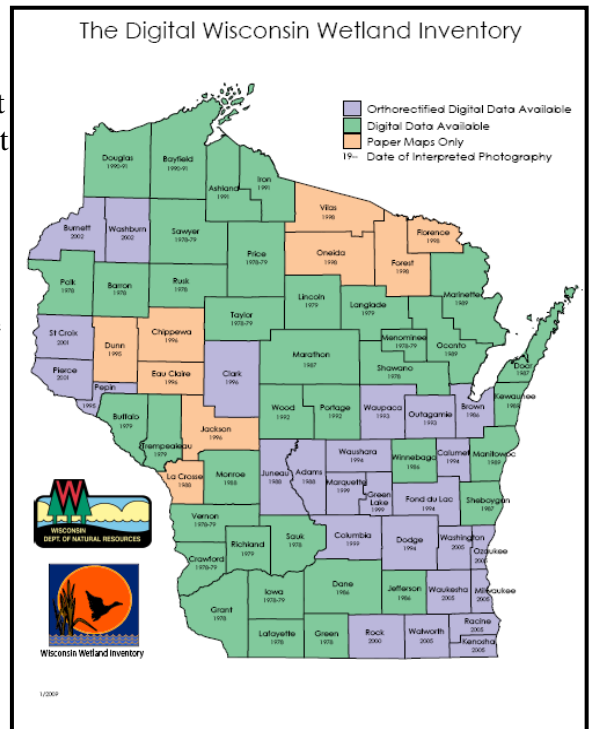 The Digital Wisconsin Wetland Inventory
t
t
Orthorectified Digital Data Available
Digital Data Available
Paper Maps Only
19-- Date of Interpreted Photography
Douglas
1990-91
Bayfield
1990-91
Ashland
1991
Iron
1991
Vilas
1998
Florence
1998
Burnett
2002
Washburn
2002
Sawyer
1978-79
Price
1978-79
Oneida
1998
Forest
1998
Marinette
1989
Polk
1978
Barron
1978
Rusk
1978
Lincoln
1979
Langlade
1979
Taylor
1978-79
Chippewa
1996
St Croix
2001
Dunn
1995
Menominee
1978-79
Oconto
1989
Marathon
1987
Shawano
1978
Door
1987
Pierce
2001
Eau Claire
1996
Clark
1996
Pepin
1995
Kewaunee
Buffalo
1979
Trempealeau
1979
Jackson
1996
Wood
1992
Portage
1992
Waupaca
1993
Outagamie
1993
Brown
1986
La Crosse
1988
Monroe
1988
Juneau
1988
Adams
1988
Waushara
1994
Winnebago
1986
Calumet
1994
Manitowoc
1989
Marquette
1999
Green
Lake
1999
Fond du Lac
1994
Sheboygan
1987
Vernon
1978-79
Richland
1979
Sauk
1978-79
Columbia
1999
Dodge
1994
Washington
2005
Ozaukee
Crawford
1978-79
Iowa
1978-79
Dane
1986
Jefferson
1986
Waukesha
2005
Milwaukee
2005
Grant
1978
Lafayette
1978
Green
1978
Rock
2000
Walworth
2005
Racine
2005
Kenosha
2005
W
WISCONSIN
DEPT. OF NATURAL RESOURCES
Wisconsin Wetland Inventory
1/2009